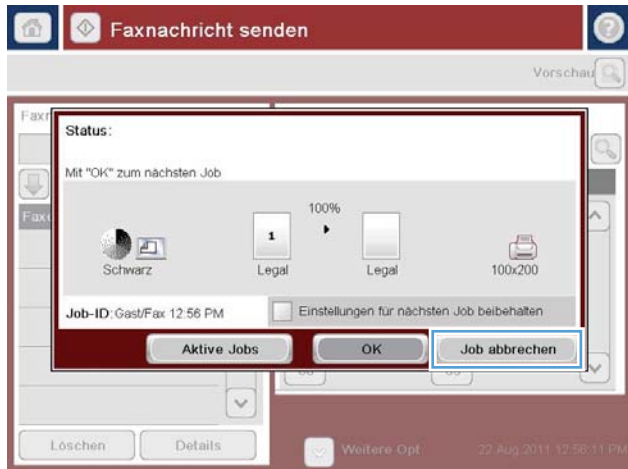 Faxnachricht senden
Vorschau
Status:
Mit "OK" zum nächsten Job
100%
1
Schwarz
Legal
Legal
100x200
Job-ID: Gast/Fax 12:56 PM
Einstellungen für nächsten Job beibehalten
Aktive Jobs
OK
Job abbrechen
Löschen
Details
Weitere Opt
22 Aug 2011 12:56:11 PM